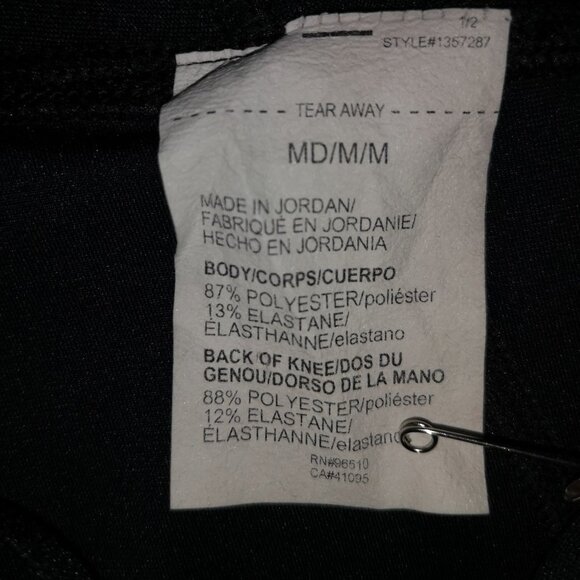 1/2
STYLE#1357287
TEAR AWAY
MD/M/M
MADE IN JORDAN/
FABRIQUÉ EN JORDANIE/
HECHO EN JORDANIA
BODY/CORPS/CUERPO
87% POLYESTER/poliéster
13% ELASTANE/
ÉLASTHANNE/elastano
BACK OF KNEE/DOS DU
GENOU/DORSO DE LA MANO
88% POLYESTER/poliéster
12% ELASTANE/
ÉLASTHANNE/elastano
RN#96510
CA#41095